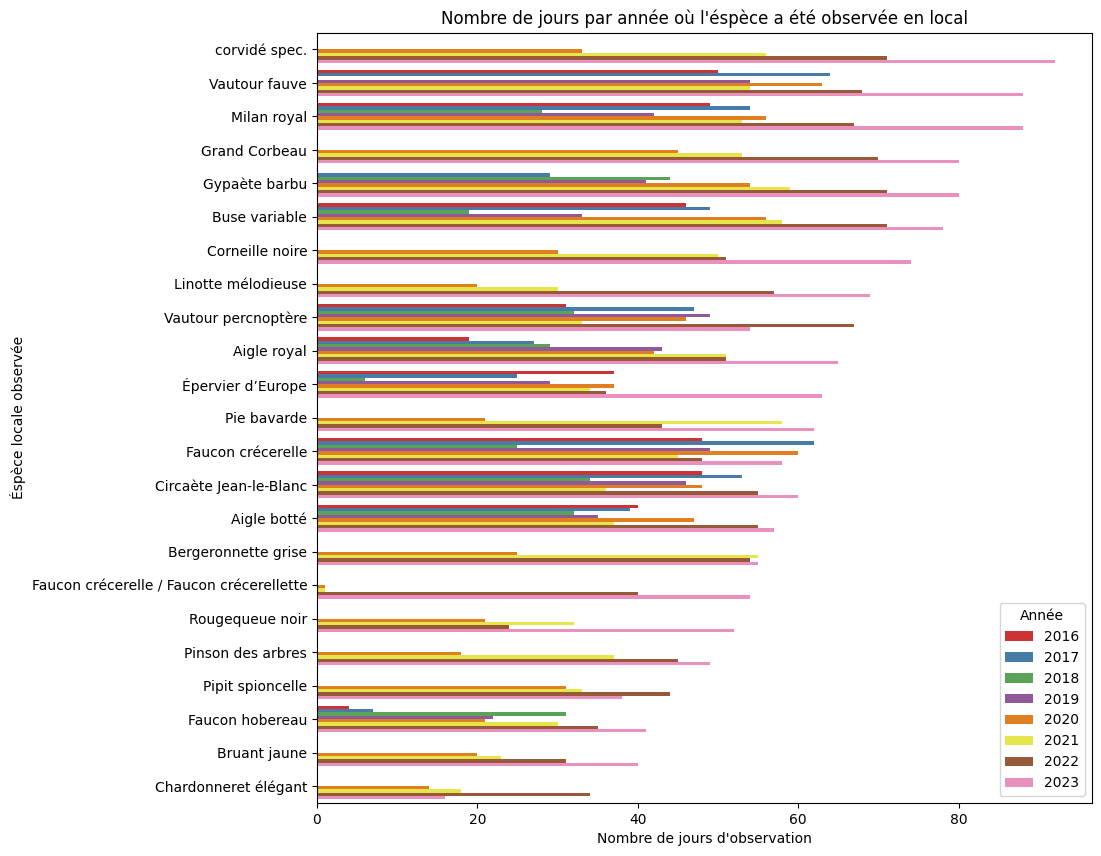 Nombre de jours par année où l'éspèce a été observée en local
corvidé spec.
Vautour fauve
Milan royal
Grand Corbeau
Gypaète barbu
Buse variable
Corneille noire
Linotte mélodieuse
Vautour percnoptère
Aigle royal
Épervier d’Europe
Pie bavarde
Faucon crécerelle
Circaète Jean-le-Blanc
Aigle botté
Bergeronnette grise
Faucon crécerelle / Faucon crécerellette
Rougequeue noir
Pinson des arbres
Pipit spioncelle
Faucon hobereau
Bruant jaune
Chardonneret élégant
Éspèce locale observée
0 20 40 60 80
Nombre de jours d'observation
Année
2016
2017
2018
2019
2020
2021
2022
2023